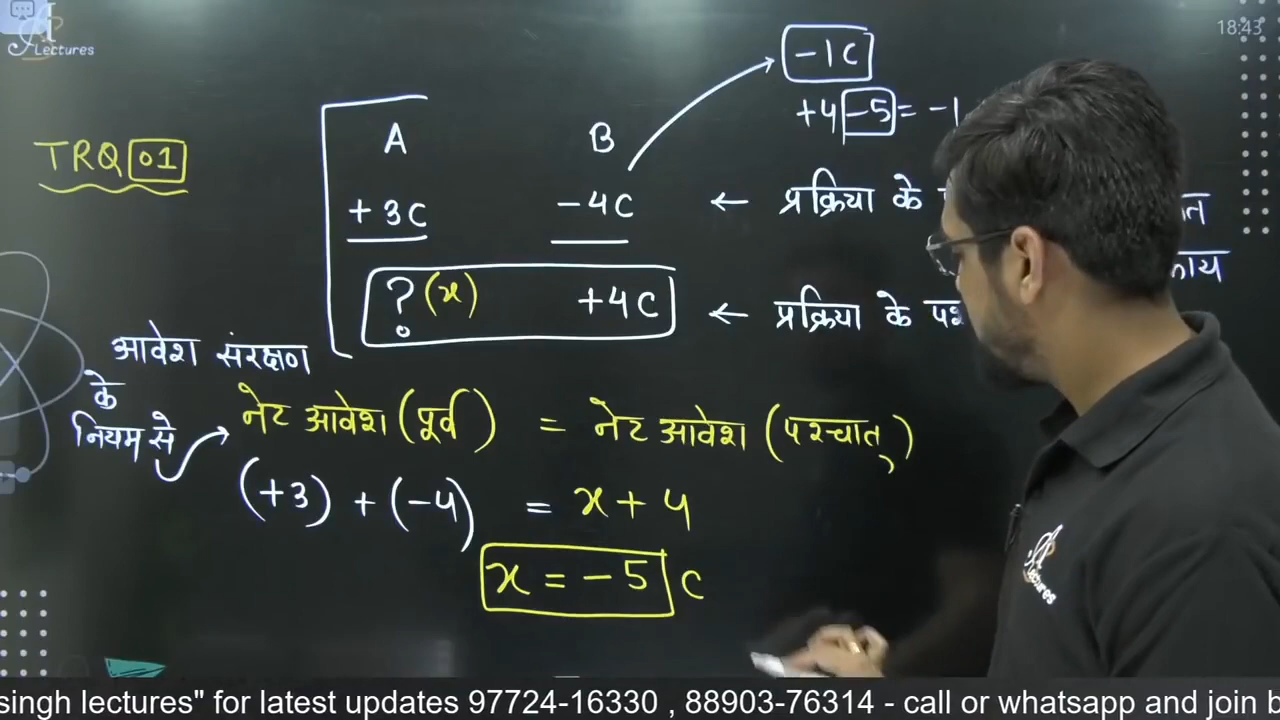 Lectures
18:43
-1C
+4 -5 = -1
TRQ 01
A B
+3C -4C ← प्रक्रिया के
? (x) +4C ← प्रक्रिया के
आवेश संरक्षण
के
नियम से
नेट आवेश (पूर्व) = नेट आवेश (पश्चात्)
(+3) + (-4) = x + 4
x = -5 C
singh lectures" for latest updates 97724-16330 , 88903-76314 - call or whatsapp and join